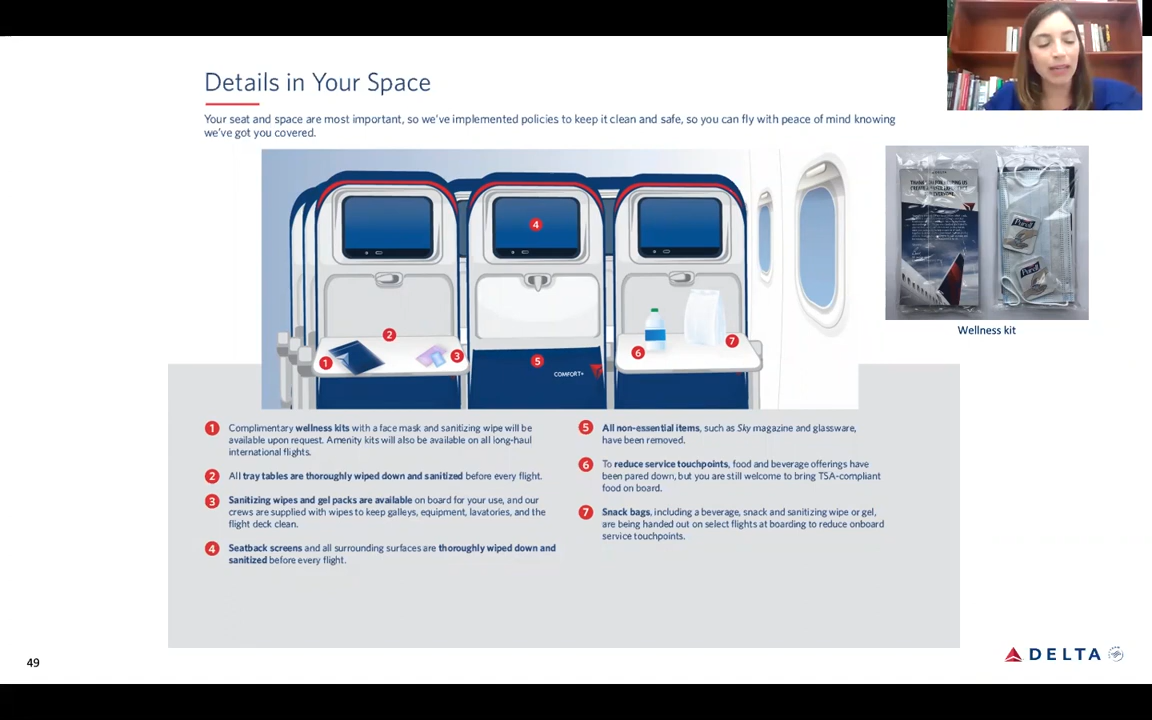 Details in Your Space
Your seat and space are most important, so we've implemented policies to keep it clean and safe, so you can fly with peace of mind knowing
we've got you covered.
4
2
1
3
5
COMFORT+
6
7
Purell
Purell
Wellness kit
1 Complimentary wellness kits with a face mask and sanitizing wipe will be
available upon request. Amenity kits will also be available on all long-haul
international flights.
2 All tray tables are thoroughly wiped down and sanitized before every flight.
3 Sanitizing wipes and gel packs are available on board for your use, and our
crews are supplied with wipes to keep galleys, equipment, lavatories, and the
flight deck clean.
4 Seatback screens and all surrounding surfaces are thoroughly wiped down and
sanitized before every flight.
5 All non-essential items, such as Sky magazine and glassware,
have been removed.
6 To reduce service touchpoints, food and beverage offerings have
been pared down, but you are still welcome to bring TSA-compliant
food on board.
7 Snack bags, including a beverage, snack and sanitizing wipe or gel,
are being handed out on select flights at boarding to reduce onboard
service touchpoints.
49
DELTA